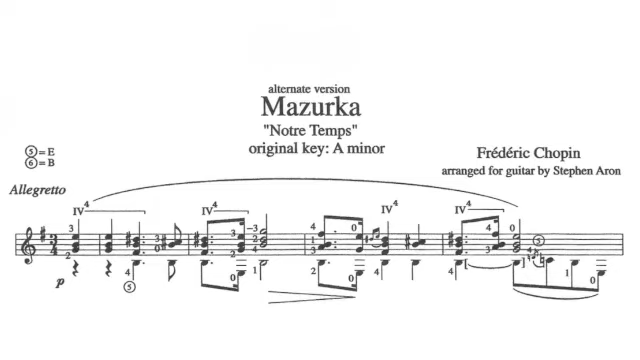 alternate version
Mazurka
"Notre Temps"
original key: A minor
⑤=E
⑥=B
Frédéric Chopin
arranged for guitar by Stephen Aron
Allegretto
IV4 IV4 IV4 IV4
p